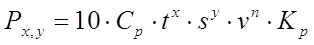 P_{x,y} = 10 · C_p · t^x · s^y · v^n · K_p